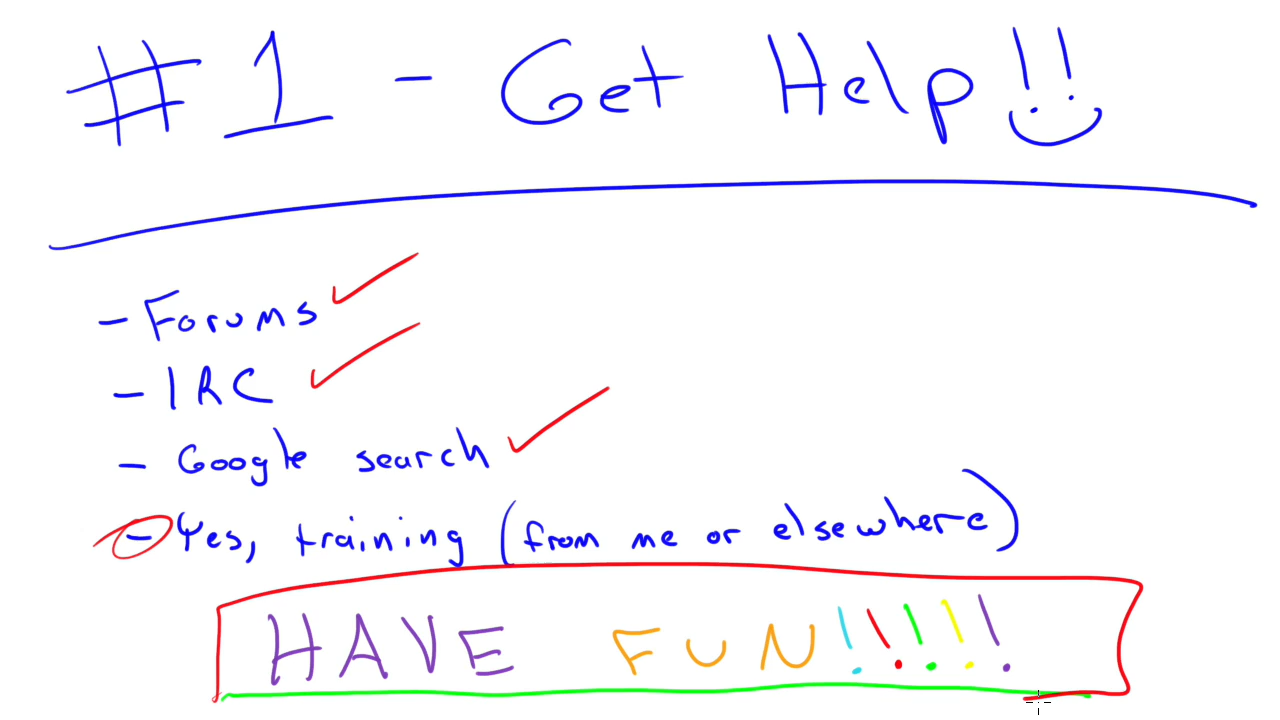 #1 - Get Help!!
- Forums
- IRC
- Google search
- Yes, training (from me or elsewhere)
HAVE FUN!!!!!